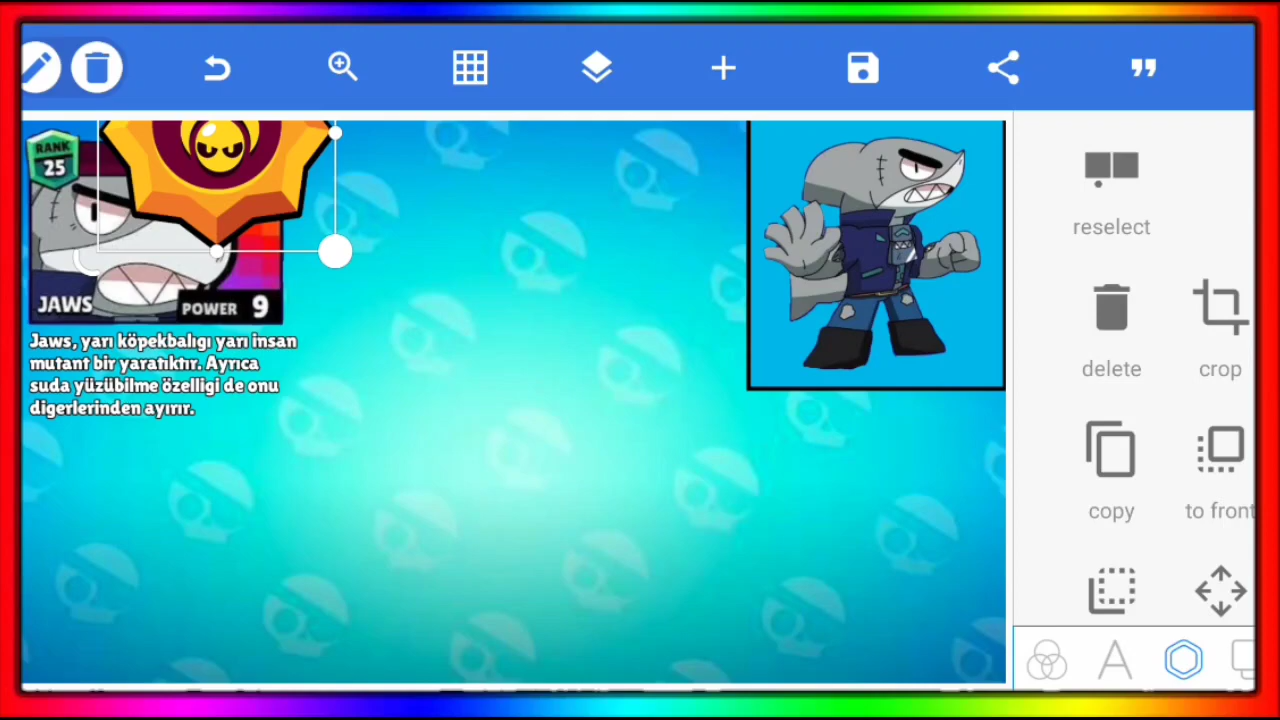 RANK
25
JAWS
POWER 9
Jaws, yarı köpekbalıgı yarı insan
mutant bir yaratıktır. Ayrıca
suda yüzübilme özelligi de onu
digerlerinden ayırır.
reselect
delete
crop
copy
to front